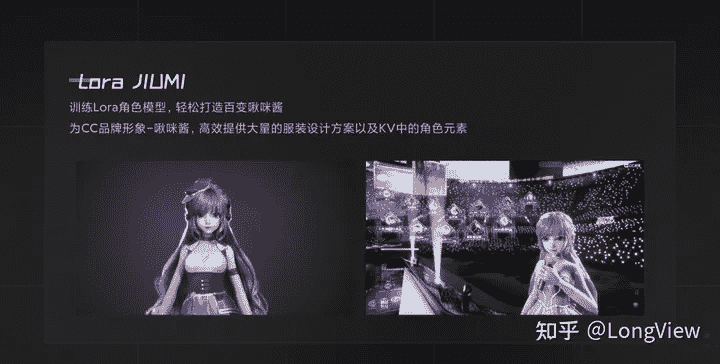 Lora JIUMI
训练Lora角色模型，轻松打造百变啾咪酱
为CC品牌形象-啾咪酱，高效提供大量的服装设计方案以及KV中的角色元素
知乎 @LongView